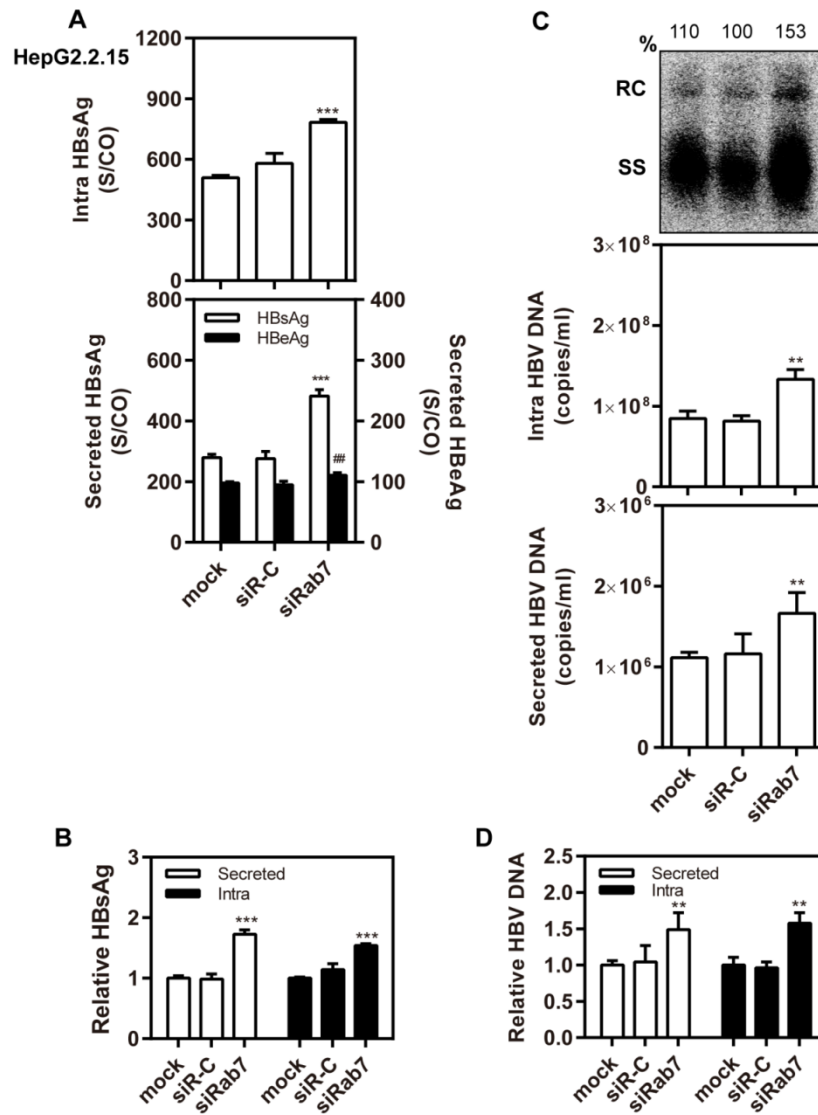 A
HepG2.2.15
1200
900
600
300
0
Intra HBsAg
(S/CO)
***
800
600
400
200
0
Secreted HBsAg
(S/CO)
HBsAg
HBeAg
***
##
400
300
200
100
0
Secreted HBeAg
(S/CO)
mock
siR-C
siRab7
C
% 110 100 153
RC
SS
3×10⁸
2×10⁸
1×10⁸
0
Intra HBV DNA
(copies/ml)
**
3×10⁶
2×10⁶
1×10⁶
0
Secreted HBV DNA
(copies/ml)
**
mock
siR-C
siRab7
B
3
2
1
0
Relative HBsAg
Secreted
Intra
***
***
mock
siR-C
siRab7
mock
siR-C
siRab7
D
2.5
2.0
1.5
1.0
0.5
0.0
Relative HBV DNA
Secreted
Intra
**
**
mock
siR-C
siRab7
mock
siR-C
siRab7